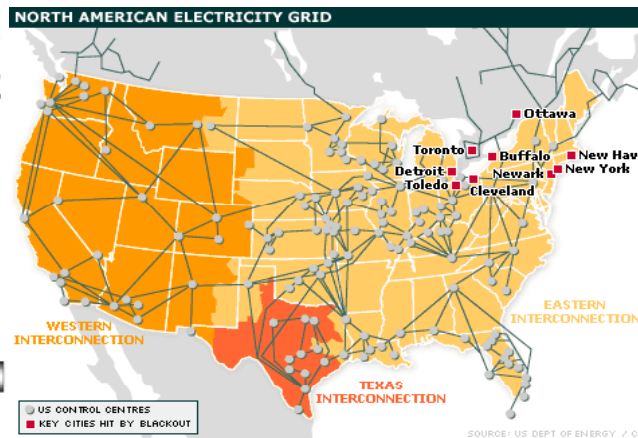 NORTH AMERICAN ELECTRICITY GRID
Ottawa
Toronto
Buffalo
New Hav
Detroit
Newark
New York
Toledo
Cleveland
WESTERN
INTERCONNECTION
EASTERN
INTERCONNECTION
TEXAS
INTERCONNECTION
US CONTROL CENTRES
KEY CITIES HIT BY BLACKOUT
SOURCE: US DEPT OF ENERGY / C